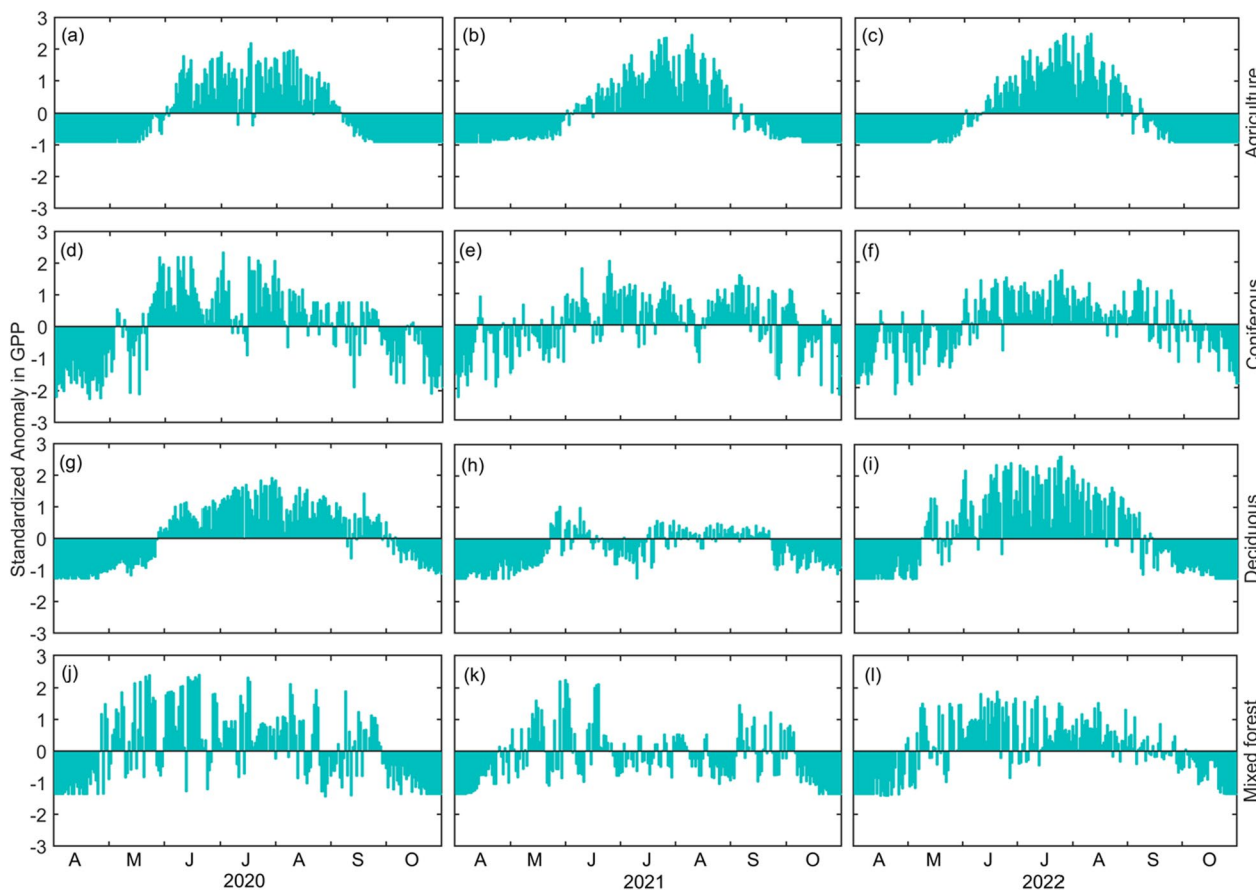 (a)
(b)
(c)
3
2
1
0
-1
-2
-3
Agriculture
(d)
(e)
(f)
3
2
1
0
-1
-2
-3
Coniferous
(g)
(h)
(i)
3
2
1
0
-1
-2
-3
Deciduous
(j)
(k)
(l)
3
2
1
0
-1
-2
-3
Mixed forest
Standardized Anomaly in GPP
A M J J A S O
A M J J A S O
A M J J A S O
2020
2021
2022